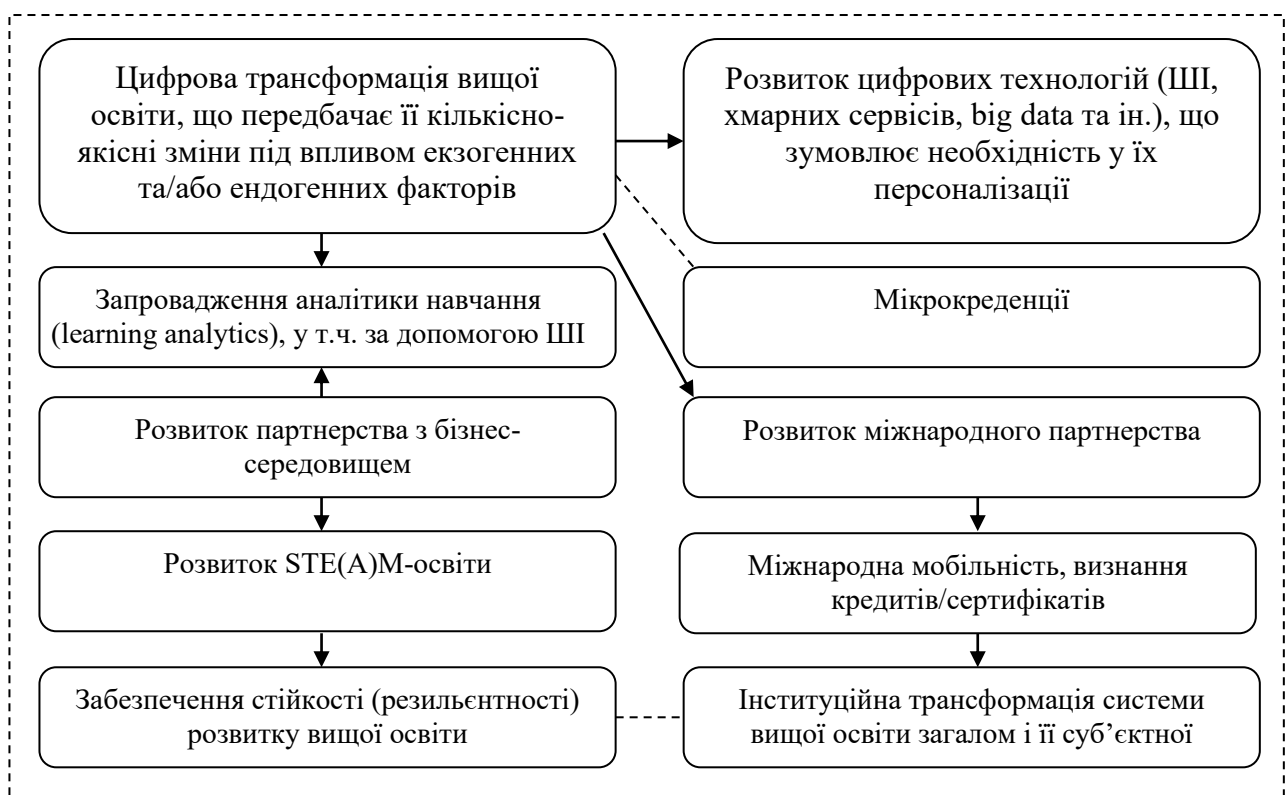 Цифрова трансформація вищої
освіти, що передбачає її кількісно-
якісні зміни під впливом екзогенних
та/або ендогенних факторів
Розвиток цифрових технологій (ШІ,
хмарних сервісів, big data та ін.), що
зумовлює необхідність у їх
персоналізації
Запровадження аналітики навчання
(learning analytics), у т.ч. за допомогою ШІ
Мікрокреденції
Розвиток партнерства з бізнес-
середовищем
Розвиток міжнародного партнерства
Розвиток STE(A)M-освіти
Міжнародна мобільність, визнання
кредитів/сертифікатів
Забезпечення стійкості (резильєнтності)
розвитку вищої освіти
Інституційна трансформація системи
вищої освіти загалом і її суб’єктної